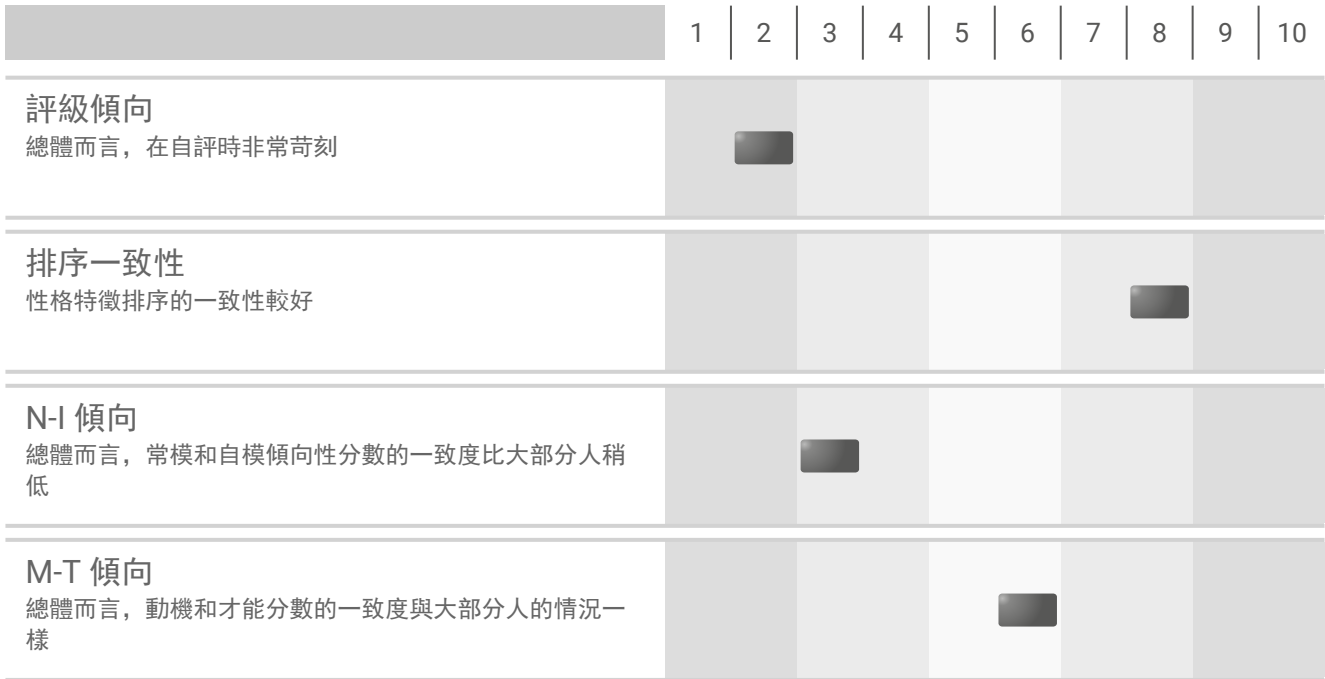 1 2 3 4 5 6 7 8 9 10
評級傾向
總體而言，在自評時非常苛刻
排序一致性
性格特徵排序的一致性較好
N-I 傾向
總體而言，常模和自模傾向性分數的一致度比大部分人稍
低
M-T 傾向
總體而言，動機和才能分數的一致度與大部分人的情況一
樣